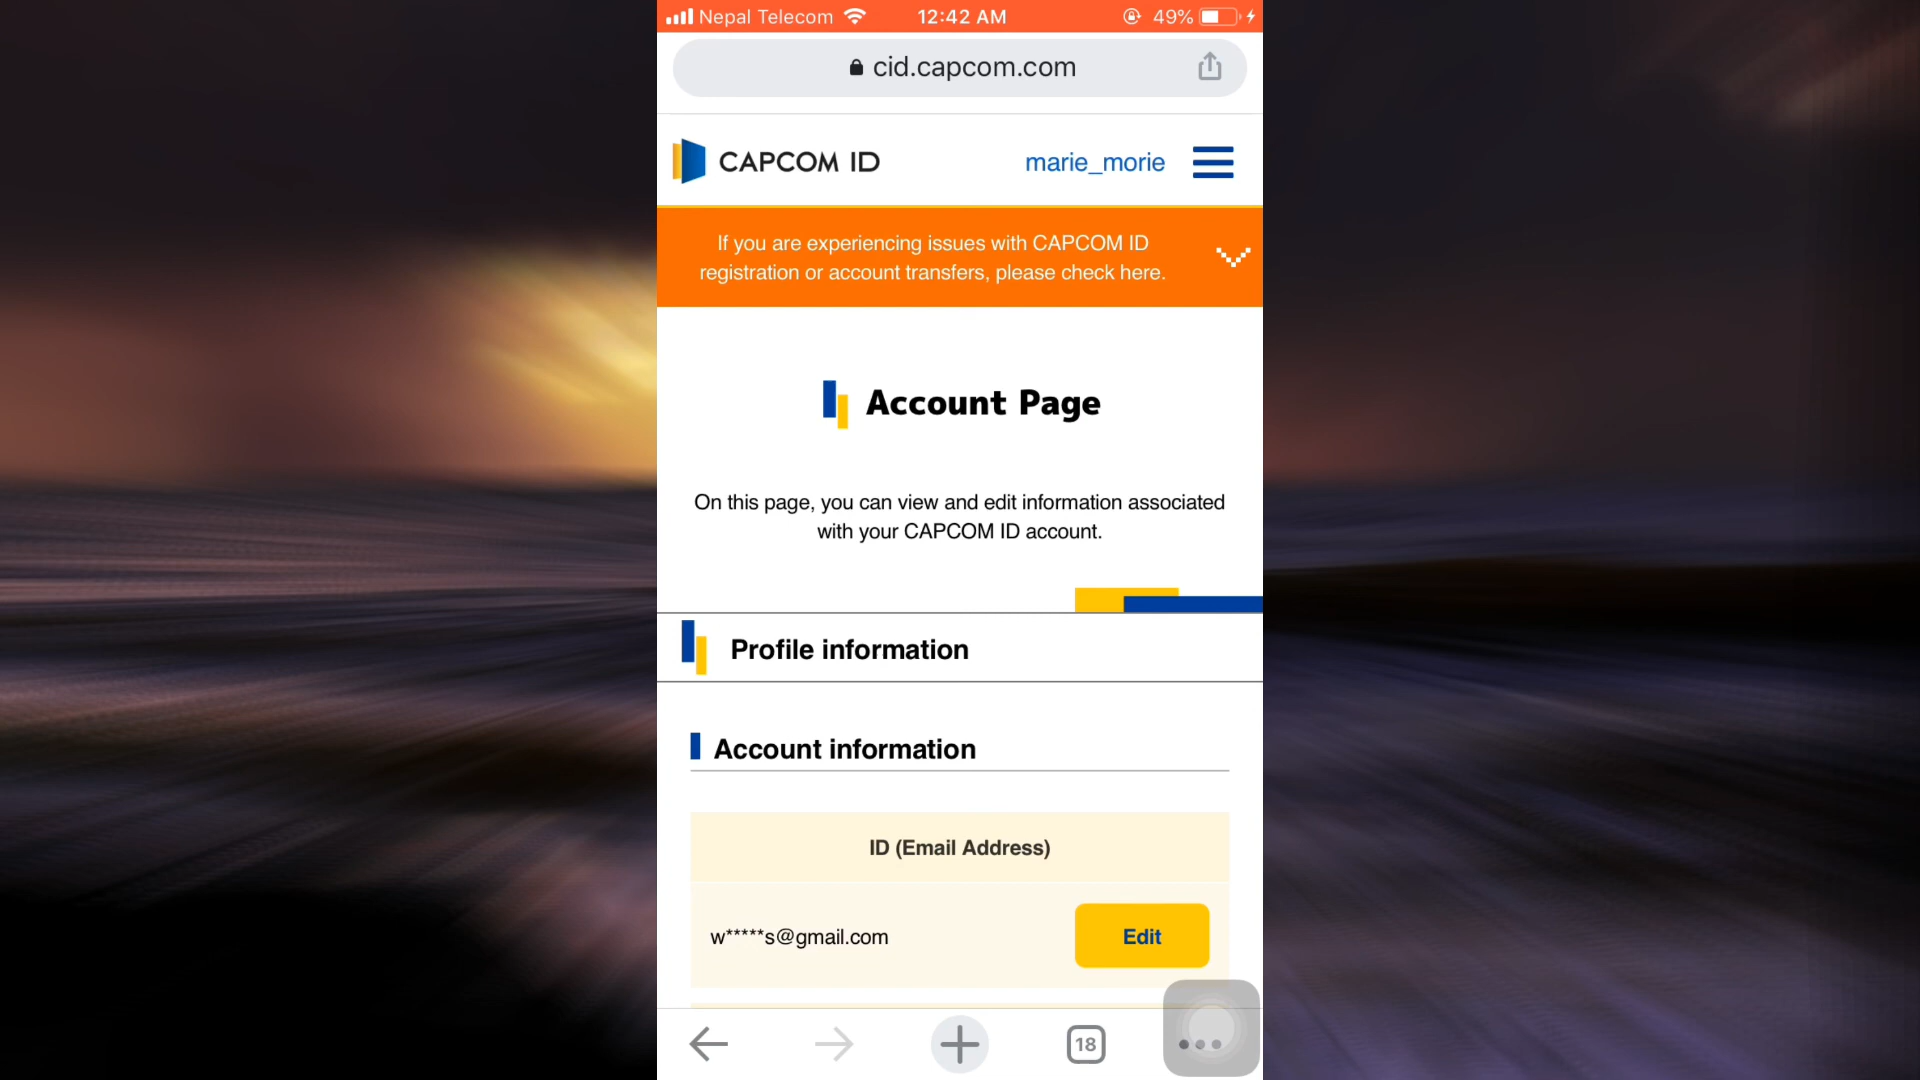 Nepal Telecom 12:42 AM 49%
cid.capcom.com
CAPCOM ID marie_morie
If you are experiencing issues with CAPCOM ID
registration or account transfers, please check here.
Account Page
On this page, you can view and edit information associated
with your CAPCOM ID account.
Profile information
Account information
ID (Email Address)
w*****s@gmail.com Edit
18